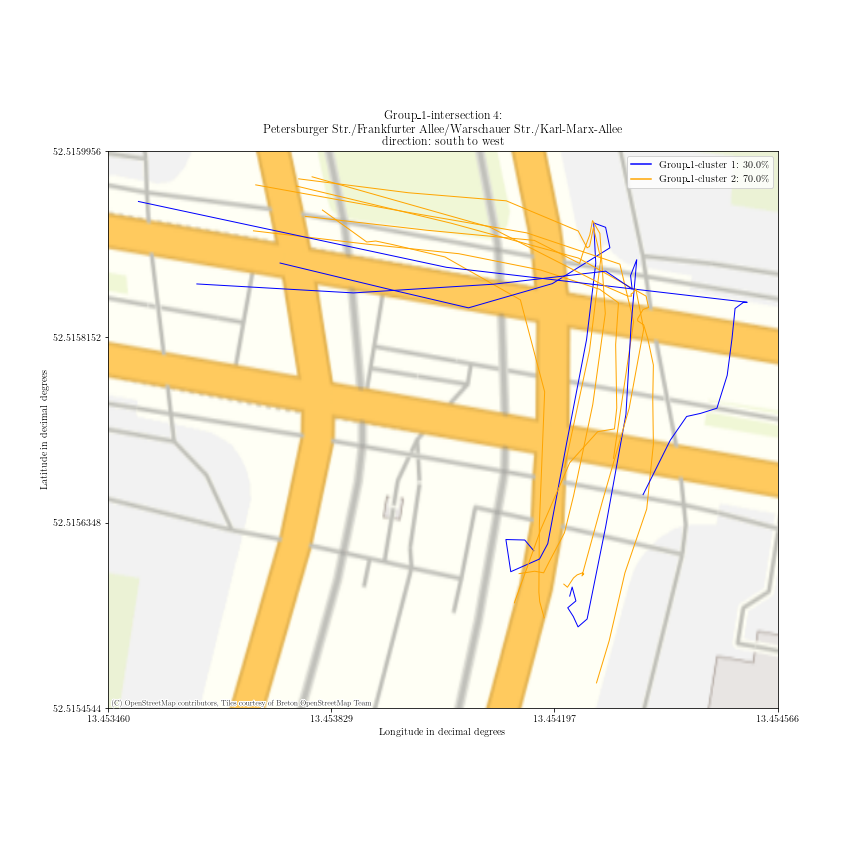 Group_1-intersection 4:
Petersburger Str./Frankfurter Allee/Warschauer Str./Karl-Marx-Allee
direction: south to west
52.5159956
52.5158152
52.5156348
52.5154544
Latitude in decimal degrees
Group_1-cluster 1: 30.0%
Group_1-cluster 2: 70.0%
(C) OpenStreetMap contributors, Tiles courtesy of Breton OpenStreetMap Team
13.453460
13.453829
13.454197
13.454566
Longitude in decimal degrees